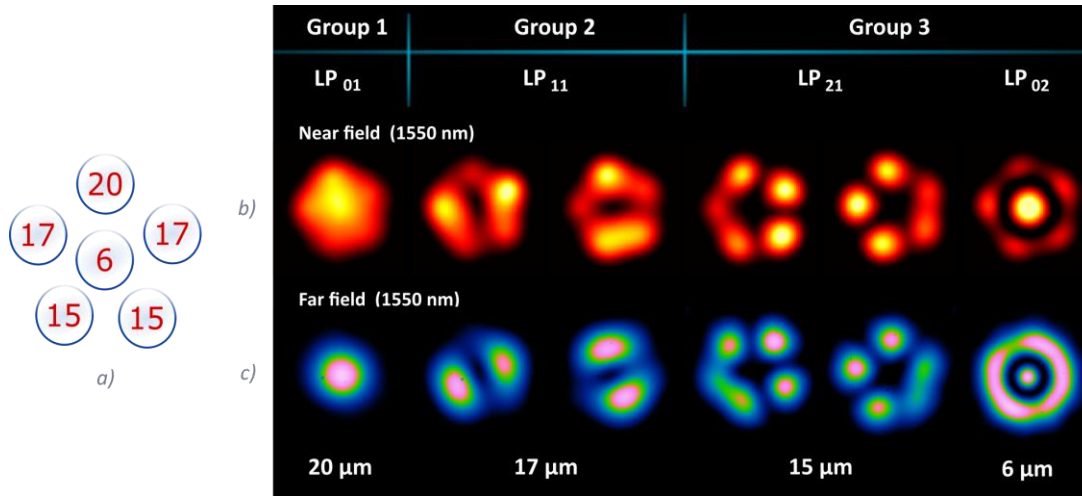 Group 1 Group 2 Group 3
LP 01 LP 11 LP 21 LP 02
Near field (1550 nm)
20
17 17
6
15 15
a)
b)
Far field (1550 nm)
c)
20 µm 17 µm 15 µm 6 µm